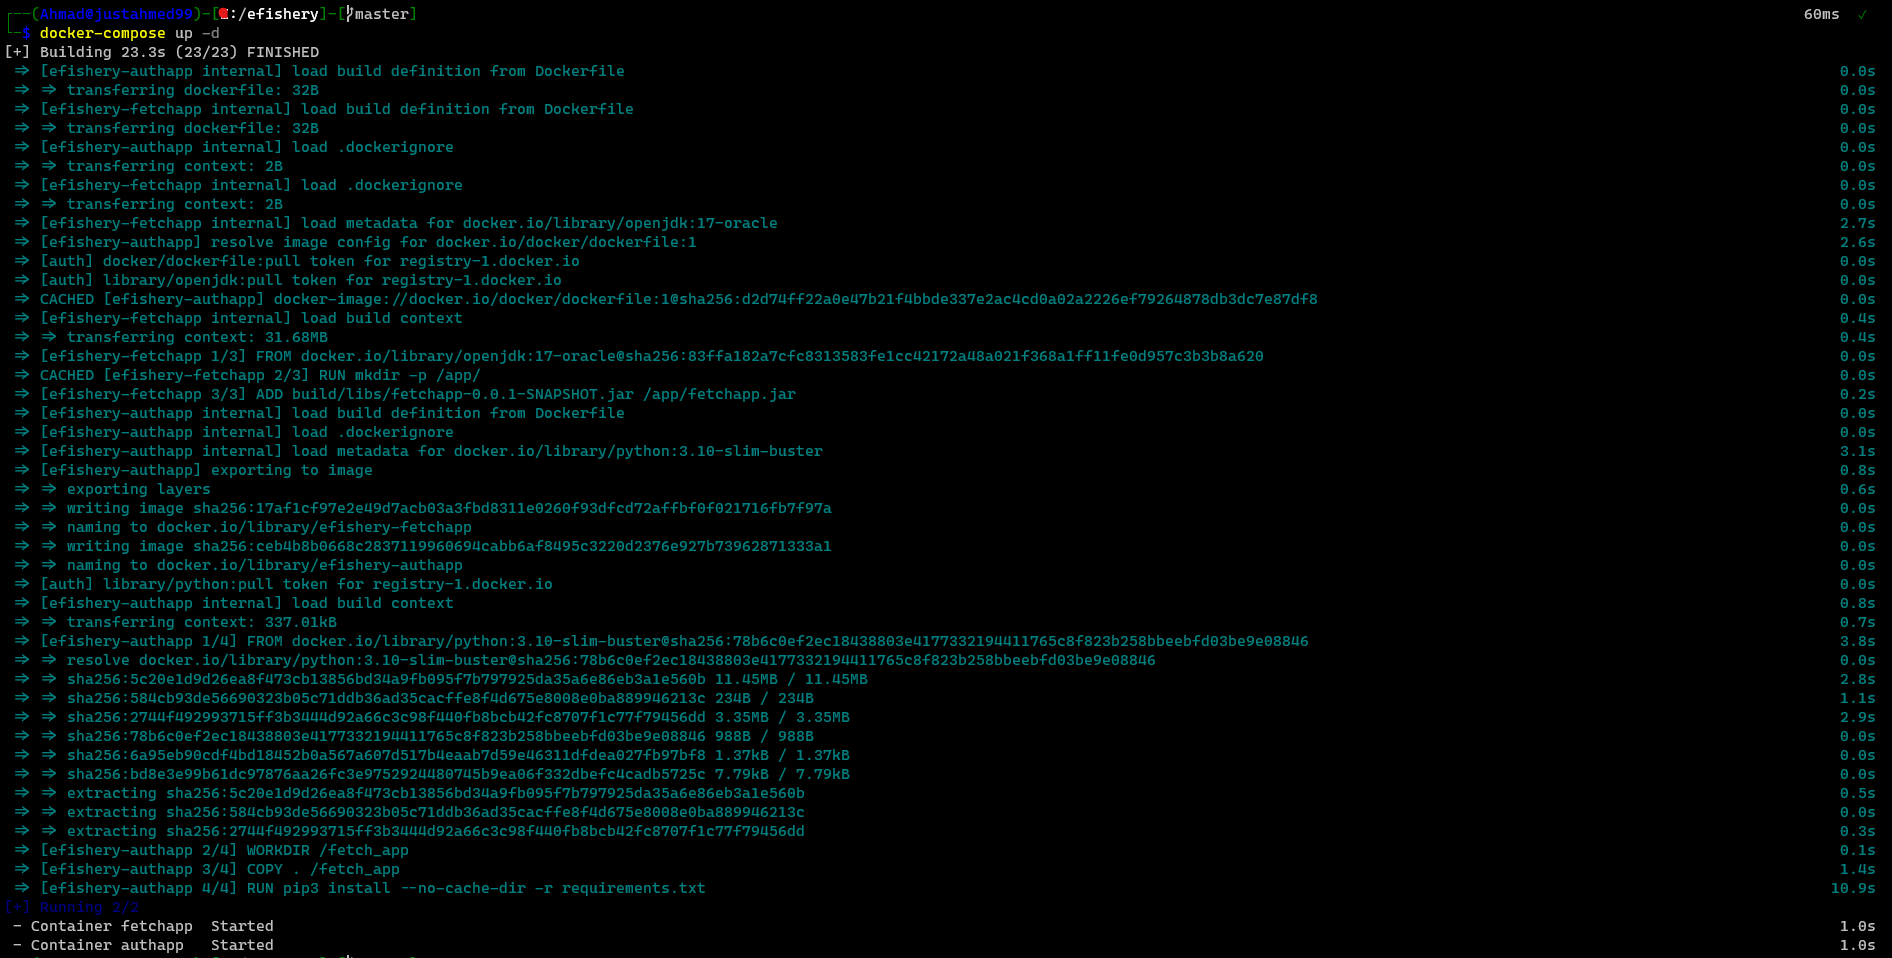 ┌──(Ahmad@justahmed99)-[:/efishery]-[master] 60ms ✓
└─$ docker-compose up -d
[+] Building 23.3s (23/23) FINISHED
=> [efishery-authapp internal] load build definition from Dockerfile 0.0s
=> => transferring dockerfile: 32B 0.0s
=> [efishery-fetchapp internal] load build definition from Dockerfile 0.0s
=> => transferring dockerfile: 32B 0.0s
=> [efishery-authapp internal] load .dockerignore 0.0s
=> => transferring context: 2B 0.0s
=> [efishery-fetchapp internal] load .dockerignore 0.0s
=> => transferring context: 2B 0.0s
=> [efishery-fetchapp internal] load metadata for docker.io/library/openjdk:17-oracle 2.7s
=> [efishery-authapp] resolve image config for docker.io/docker/dockerfile:1 2.6s
=> [auth] docker/dockerfile:pull token for registry-1.docker.io 0.0s
=> [auth] library/openjdk:pull token for registry-1.docker.io 0.0s
=> CACHED [efishery-authapp] docker-image://docker.io/docker/dockerfile:1@sha256:d2d74ff22a0e47b21f4bbde337e2ac4cd0a02a2226ef79264878db3dc7e87df8 0.0s
=> [efishery-fetchapp internal] load build context 0.4s
=> => transferring context: 31.68MB 0.4s
=> [efishery-fetchapp 1/3] FROM docker.io/library/openjdk:17-oracle@sha256:83ffa182a7cfc8313583fe1cc42172a48a021f368a1ff11fe0d957c3b3b8a620 0.0s
=> CACHED [efishery-fetchapp 2/3] RUN mkdir -p /app/ 0.0s
=> [efishery-fetchapp 3/3] ADD build/libs/fetchapp-0.0.1-SNAPSHOT.jar /app/fetchapp.jar 0.2s
=> [efishery-authapp internal] load build definition from Dockerfile 0.0s
=> [efishery-authapp internal] load .dockerignore 0.0s
=> [efishery-authapp internal] load metadata for docker.io/library/python:3.10-slim-buster 3.1s
=> [efishery-authapp] exporting to image 0.8s
=> => exporting layers 0.6s
=> => writing image sha256:17af1cf97e2e49d7acb03a3fbd8311e0260f93dfcd72affbf0f021716fb7f97a 0.0s
=> => naming to docker.io/library/efishery-fetchapp 0.0s
=> => writing image sha256:ceb4b8b0668c2837119960694cabb6af8495c3220d2376e927b73962871333a1 0.0s
=> => naming to docker.io/library/efishery-authapp 0.0s
=> [auth] library/python:pull token for registry-1.docker.io 0.0s
=> [efishery-authapp internal] load build context 0.8s
=> => transferring context: 337.01kB 0.7s
=> [efishery-authapp 1/4] FROM docker.io/library/python:3.10-slim-buster@sha256:78b6c0ef2ec18438803e4177332194411765c8f823b258bbeebfd03be9e08846 3.8s
=> => resolve docker.io/library/python:3.10-slim-buster@sha256:78b6c0ef2ec18438803e4177332194411765c8f823b258bbeebfd03be9e08846 0.0s
=> => sha256:5c20e1d9d26ea8f473cb13856bd34a9fb095f7b797925da35a6e86eb3a1e560b 11.45MB / 11.45MB 2.8s
=> => sha256:584cb93de56690323b05c71ddb36ad35cacffe8f4d675e8008e0ba889946213c 234B / 234B 1.1s
=> => sha256:2744f492993715ff3b3444d92a66c3c98f440fb8bcb42fc8707f1c77f79456dd 3.35MB / 3.35MB 2.9s
=> => sha256:78b6c0ef2ec18438803e4177332194411765c8f823b258bbeebfd03be9e08846 988B / 988B 0.0s
=> => sha256:6a95eb90cdf4bd18452b0a567a607d517b4eaab7d59e46311dfdea027fb97bf8 1.37kB / 1.37kB 0.0s
=> => sha256:bd8e3e99b61dc97876aa26fc3e9752924480745b9ea06f332dbefc4cadb5725c 7.79kB / 7.79kB 0.0s
=> => extracting sha256:5c20e1d9d26ea8f473cb13856bd34a9fb095f7b797925da35a6e86eb3a1e560b 0.5s
=> => extracting sha256:584cb93de56690323b05c71ddb36ad35cacffe8f4d675e8008e0ba889946213c 0.0s
=> => extracting sha256:2744f492993715ff3b3444d92a66c3c98f440fb8bcb42fc8707f1c77f79456dd 0.3s
=> [efishery-authapp 2/4] WORKDIR /fetch_app 0.1s
=> [efishery-authapp 3/4] COPY . /fetch_app 1.4s
=> [efishery-authapp 4/4] RUN pip3 install --no-cache-dir -r requirements.txt 10.9s
[+] Running 2/2
- Container fetchapp Started 1.0s
- Container authapp Started 1.0s